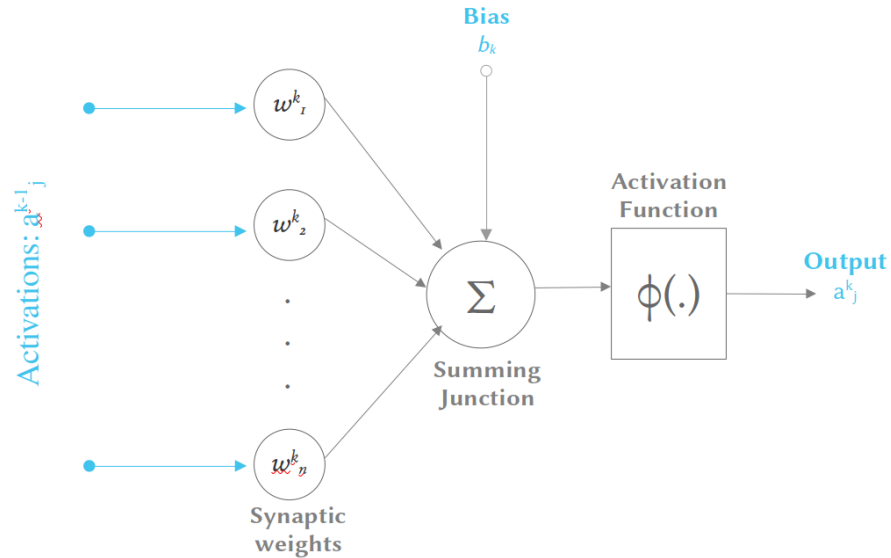 Bias
b_k
Activations: a^{k-1}_j
w^k_1
w^k_2
.
.
.
w^k_n
Synaptic
weights
Σ
Summing
Junction
Activation
Function
ϕ(.)
Output
a^k_j